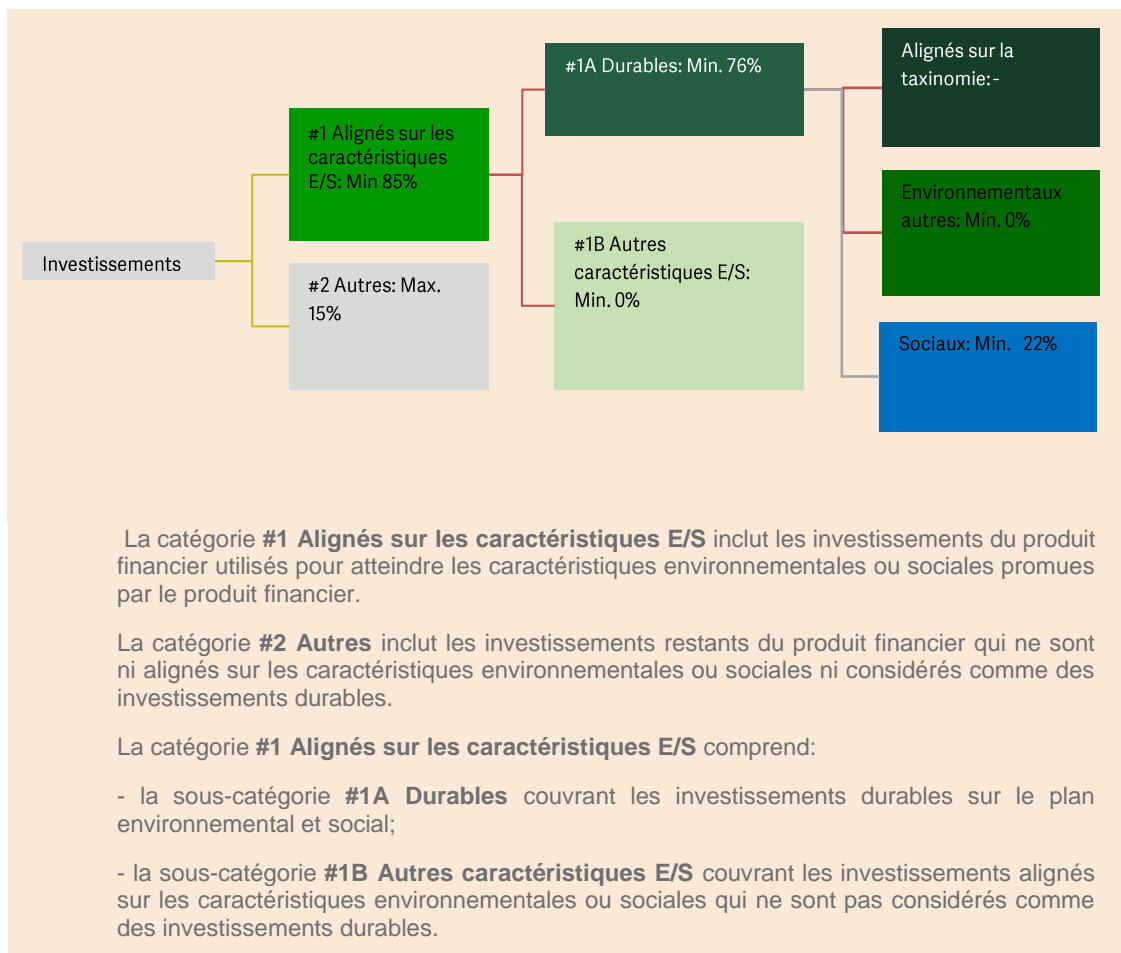 Investissements
#1 Alignés sur les
caractéristiques
E/S: Min 85%
#2 Autres: Max.
15%
#1A Durables: Min. 76%
#1B Autres
caractéristiques E/S:
Min. 0%
Alignés sur la
taxinomie:-
Environnementaux
autres: Min. 0%
Sociaux: Min. 22%
La catégorie #1 Alignés sur les caractéristiques E/S inclut les investissements du produit
financier utilisés pour atteindre les caractéristiques environnementales ou sociales promues
par le produit financier.
La catégorie #2 Autres inclut les investissements restants du produit financier qui ne sont
ni alignés sur les caractéristiques environnementales ou sociales ni considérés comme des
investissements durables.
La catégorie #1 Alignés sur les caractéristiques E/S comprend:
- la sous-catégorie #1A Durables couvrant les investissements durables sur le plan
environnemental et social;
- la sous-catégorie #1B Autres caractéristiques E/S couvrant les investissements alignés
sur les caractéristiques environnementales ou sociales qui ne sont pas considérés comme
des investissements durables.